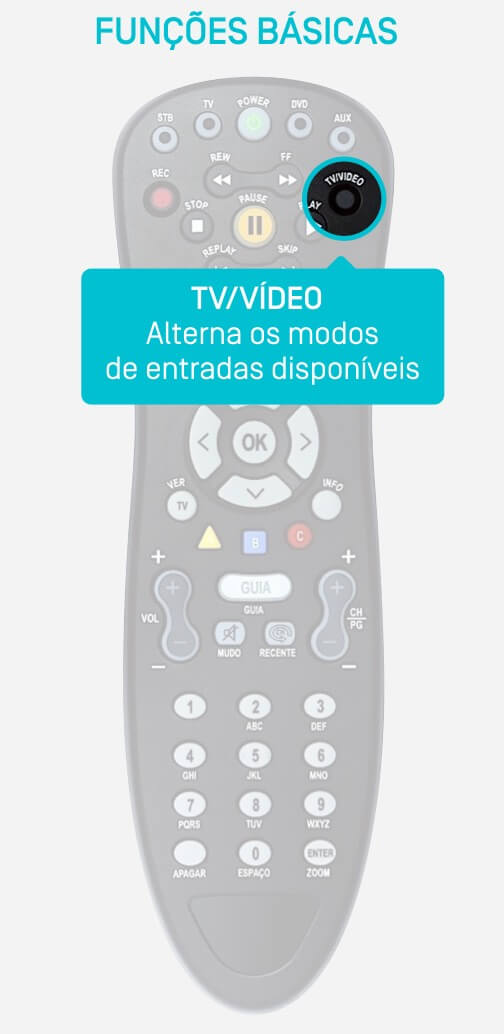 FUNÇÕES BÁSICAS
STB
TV
POWER
DVD
AUX
REC
REW
FF
TV/VIDEO
STOP
PAUSE
PLAY
REPLAY
SKIP
TV/VÍDEO
Alterna os modos
de entradas disponíveis
OK
VER
TV
INFO
B
C
+
+
GUIA
VOL
GUIA
CH
PG
MUDO
RECENTE
1
2
ABC
3
DEF
4
GHI
5
JKL
6
MNO
7
PQRS
8
TUV
9
WXYZ
APAGAR
0
ESPAÇO
ENTER
ZOOM